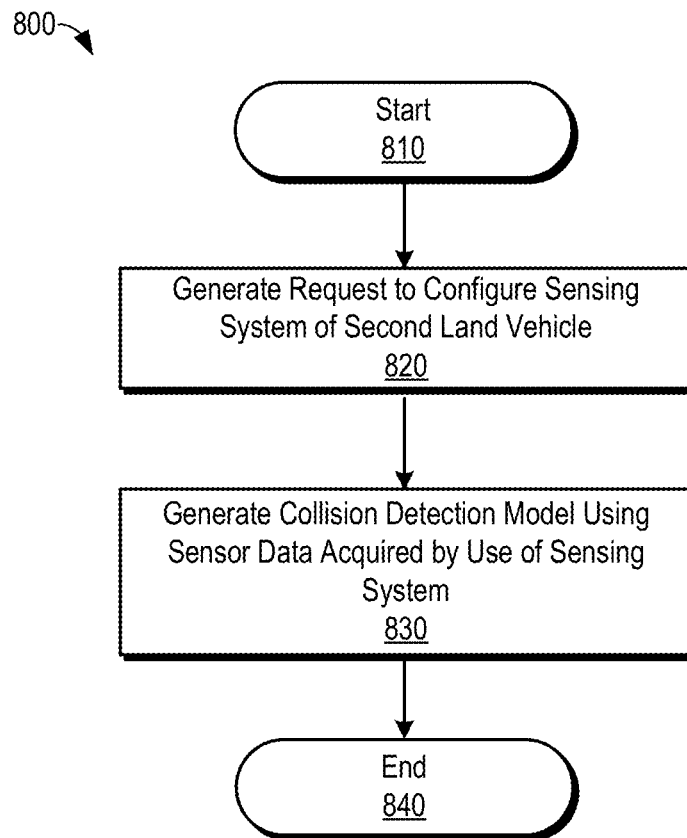 800
Start
810
Generate Request to Configure Sensing
System of Second Land Vehicle
820
Generate Collision Detection Model Using
Sensor Data Acquired by Use of Sensing
System
830
End
840